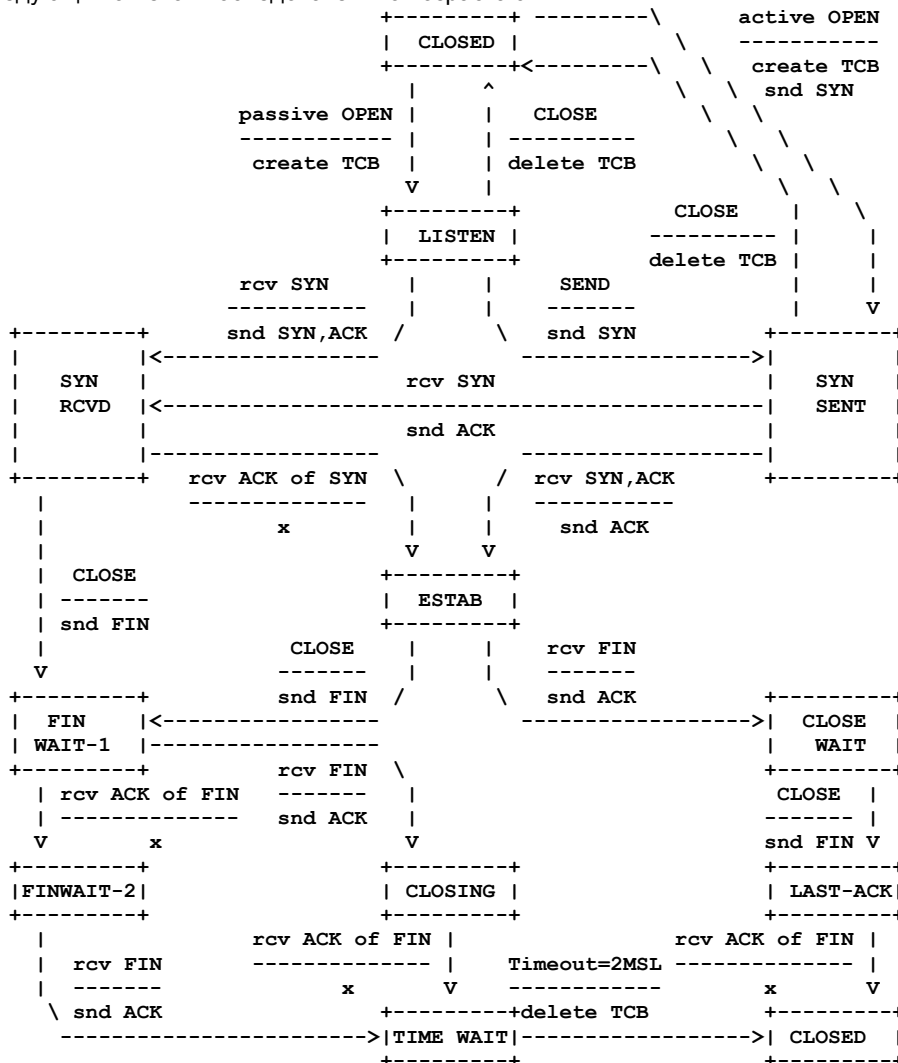 +---------+ ---------\ active OPEN
| CLOSED | \ -----------
+---------+<---------\ \ create TCB
| ^ \ \ snd SYN
passive OPEN | | CLOSE \ \
------------ | | ---------- \ \
create TCB | | delete TCB \ \
V | \ \
+---------+ CLOSE | \
| LISTEN | ---------- | |
+---------+ delete TCB | |
rcv SYN | | SEND | |
----------- | | ------- | V
+---------+ snd SYN,ACK / \ snd SYN +---------+
| |<----------------- ------------------>| |
| SYN | rcv SYN | SYN |
| RCVD |<-----------------------------------------------| SENT |
| | snd ACK | |
| |------------------ -------------------| |
+---------+ rcv ACK of SYN \ / rcv SYN,ACK +---------+
| -------------- | | -----------
| x | | snd ACK
| V V
| CLOSE +---------+
| ------- | ESTAB |
| snd FIN +---------+
| CLOSE | | rcv FIN
V ------- | | -------
+---------+ snd FIN / \ snd ACK +---------+
| FIN |<----------------- ------------------>| CLOSE |
| WAIT-1 |------------------ | WAIT |
+---------+ rcv FIN \ +---------+
| rcv ACK of FIN ------- | CLOSE |
| -------------- snd ACK | ------- |
V x V snd FIN V
+---------+ +---------+ +---------+
|FINWAIT-2| | CLOSING | | LAST-ACK|
+---------+ +---------+ +---------+
| rcv ACK of FIN | rcv ACK of FIN |
| rcv FIN -------------- | Timeout=2MSL -------------- |
| ------- x V ------------ x V
\ snd ACK +---------+delete TCB +---------+
------------------------>|TIME WAIT|------------------>| CLOSED |
+---------+ +---------+